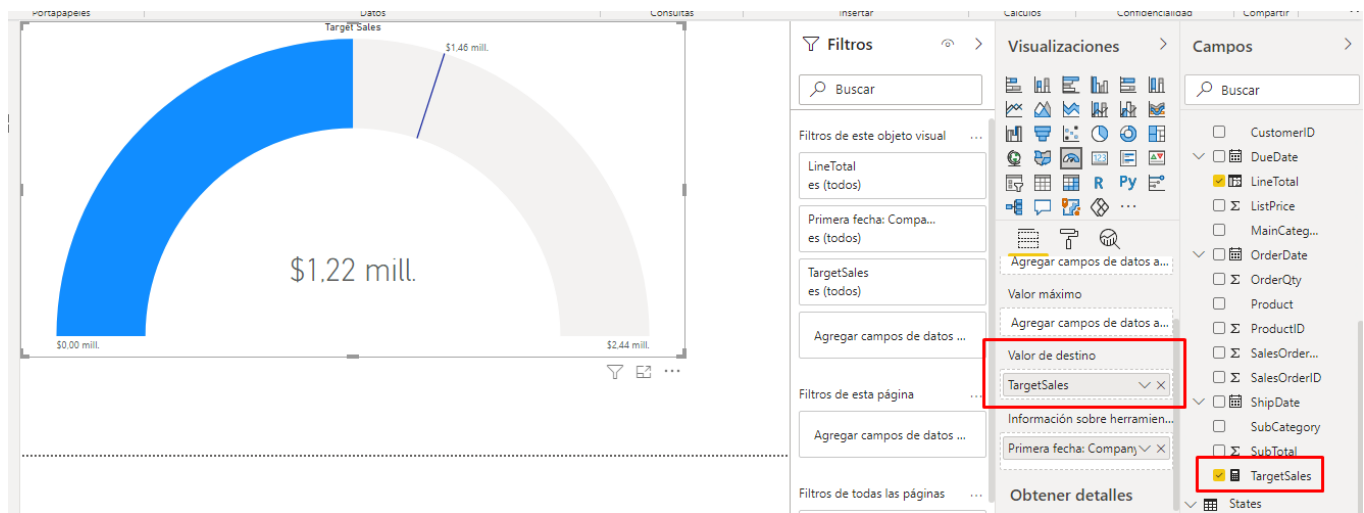 Portapapeles
Datos
Consultas
Insertar
Cálculos
Confidencialidad
Compartir
Target Sales
$1,46 mill.
$1,22 mill.
$0,00 mill.
$2,44 mill.
Filtros
Buscar
Filtros de este objeto visual
...
LineTotal
es (todos)
Primera fecha: Compa...
es (todos)
TargetSales
es (todos)
Agregar campos de datos ...
Filtros de esta página
...
Agregar campos de datos ...
Filtros de todas las páginas
...
Visualizaciones
123
R
Py
...
Agregar campos de datos a...
Valor máximo
Agregar campos de datos a...
Valor de destino
TargetSales
Información sobre herramien...
Primera fecha: Company
Obtener detalles
Campos
Buscar
CustomerID
DueDate
LineTotal
Σ ListPrice
MainCateg...
OrderDate
Σ OrderQty
Product
Σ ProductID
Σ SalesOrder...
Σ SalesOrderID
ShipDate
SubCategory
Σ SubTotal
TargetSales
States